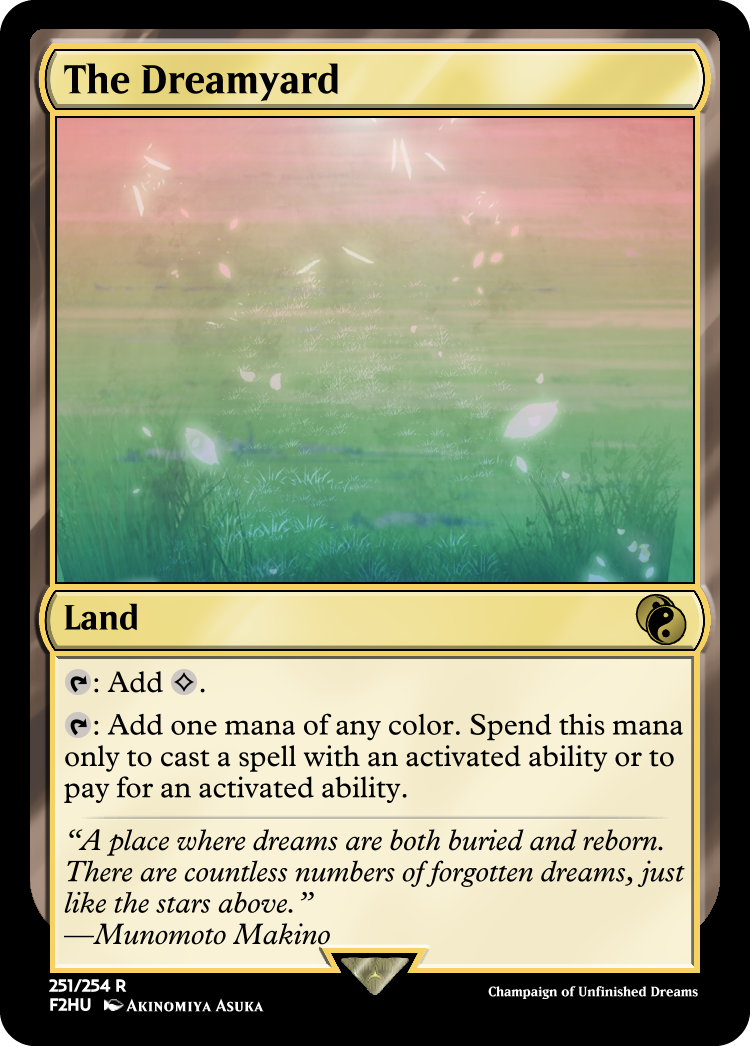 The Dreamyard
Land
: Add .
: Add one mana of any color. Spend this mana
only to cast a spell with an activated ability or to
pay for an activated ability.
“A place where dreams are both buried and reborn.
There are countless numbers of forgotten dreams, just
like the stars above.”
—Munomoto Makino
251/254 R
F2HU Akinomiya Asuka
Champaign of Unfinished Dreams